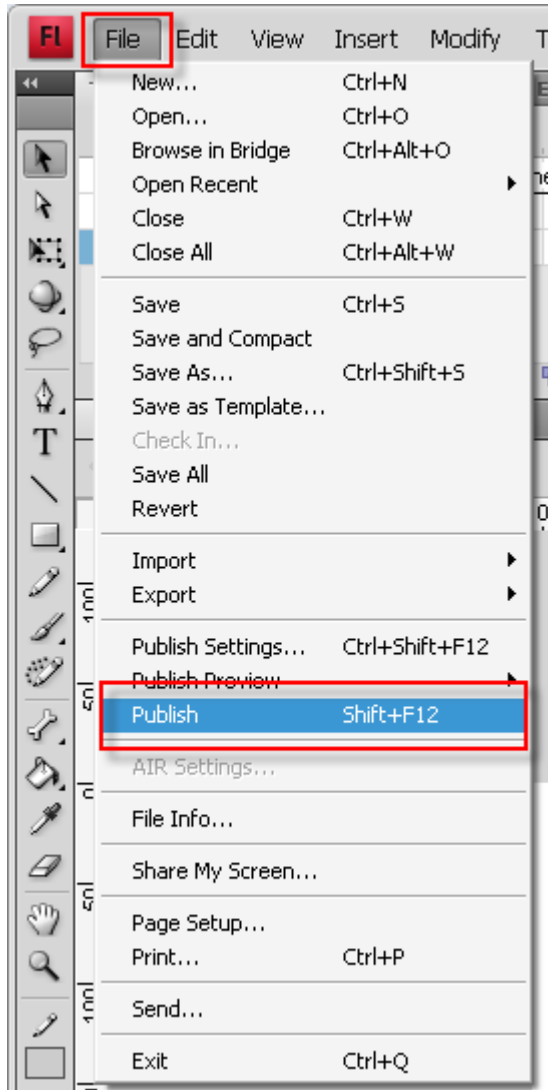 Fl File Edit View Insert Modify T
New... Ctrl+N
Open... Ctrl+O
Browse in Bridge Ctrl+Alt+O
Open Recent
Close Ctrl+W
Close All Ctrl+Alt+W
Save Ctrl+S
Save and Compact
Save As... Ctrl+Shift+S
Save as Template...
Check In...
Save All
Revert
Import
Export
Publish Settings... Ctrl+Shift+F12
Publish Preview
Publish Shift+F12
AIR Settings...
File Info...
Share My Screen...
Page Setup...
Print... Ctrl+P
Send...
Exit Ctrl+Q
T
100
50
0
50
100